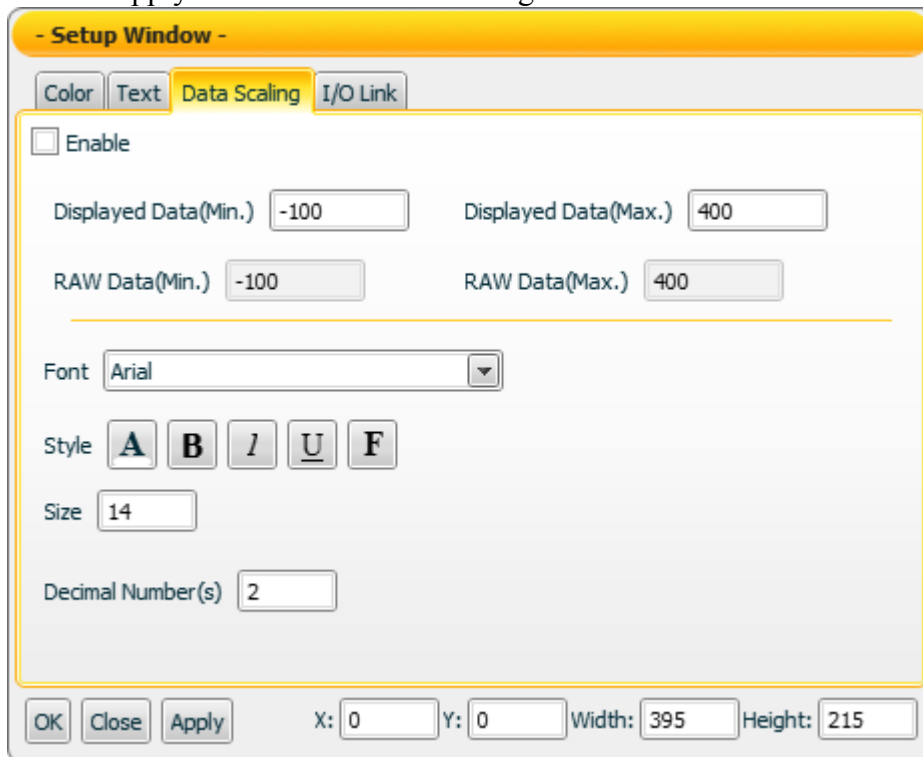 - Setup Window -
Color Text Data Scaling I/O Link
Enable
Displayed Data(Min.) -100 Displayed Data(Max.) 400
RAW Data(Min.) -100 RAW Data(Max.) 400
Font Arial
Style A B I U F
Size 14
Decimal Number(s) 2
OK Close Apply X: 0 Y: 0 Width: 395 Height: 215